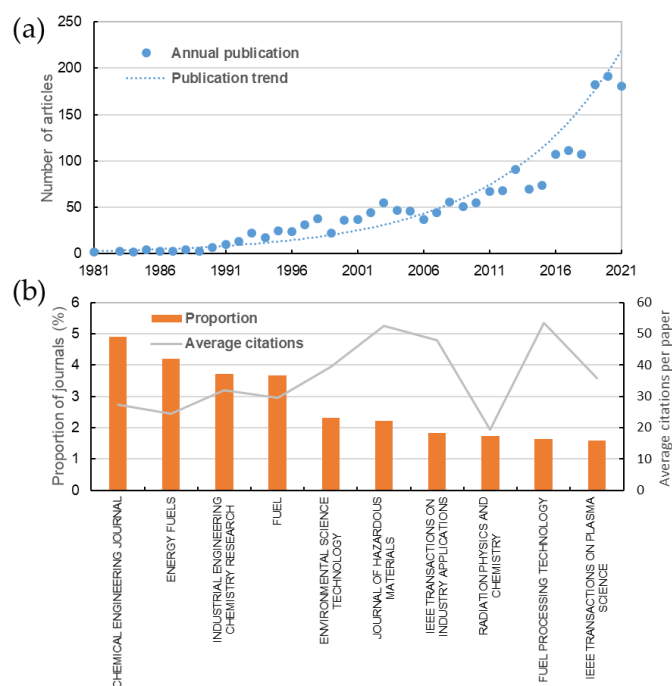 (a)
250
200
150
100
50
0
Number of articles
Annual publication
Publication trend
1981 1986 1991 1996 2001 2006 2011 2016 2021
(b)
6
5
4
3
2
1
0
Proportion of journals (%)
Proportion
Average citations
60
50
40
30
20
10
0
Average citations per paper
CHEMICAL ENGINEERING JOURNAL
ENERGY FUELS
INDUSTRIAL ENGINEERING
CHEMISTRY RESEARCH
FUEL
ENVIRONMENTAL SCIENCE
TECHNOLOGY
JOURNAL OF HAZARDOUS
MATERIALS
IEEE TRANSACTIONS ON
INDUSTRY APPLICATIONS
RADIATION PHYSICS AND
CHEMISTRY
FUEL PROCESSING TECHNOLOGY
IEEE TRANSACTIONS ON PLASMA
SCIENCE